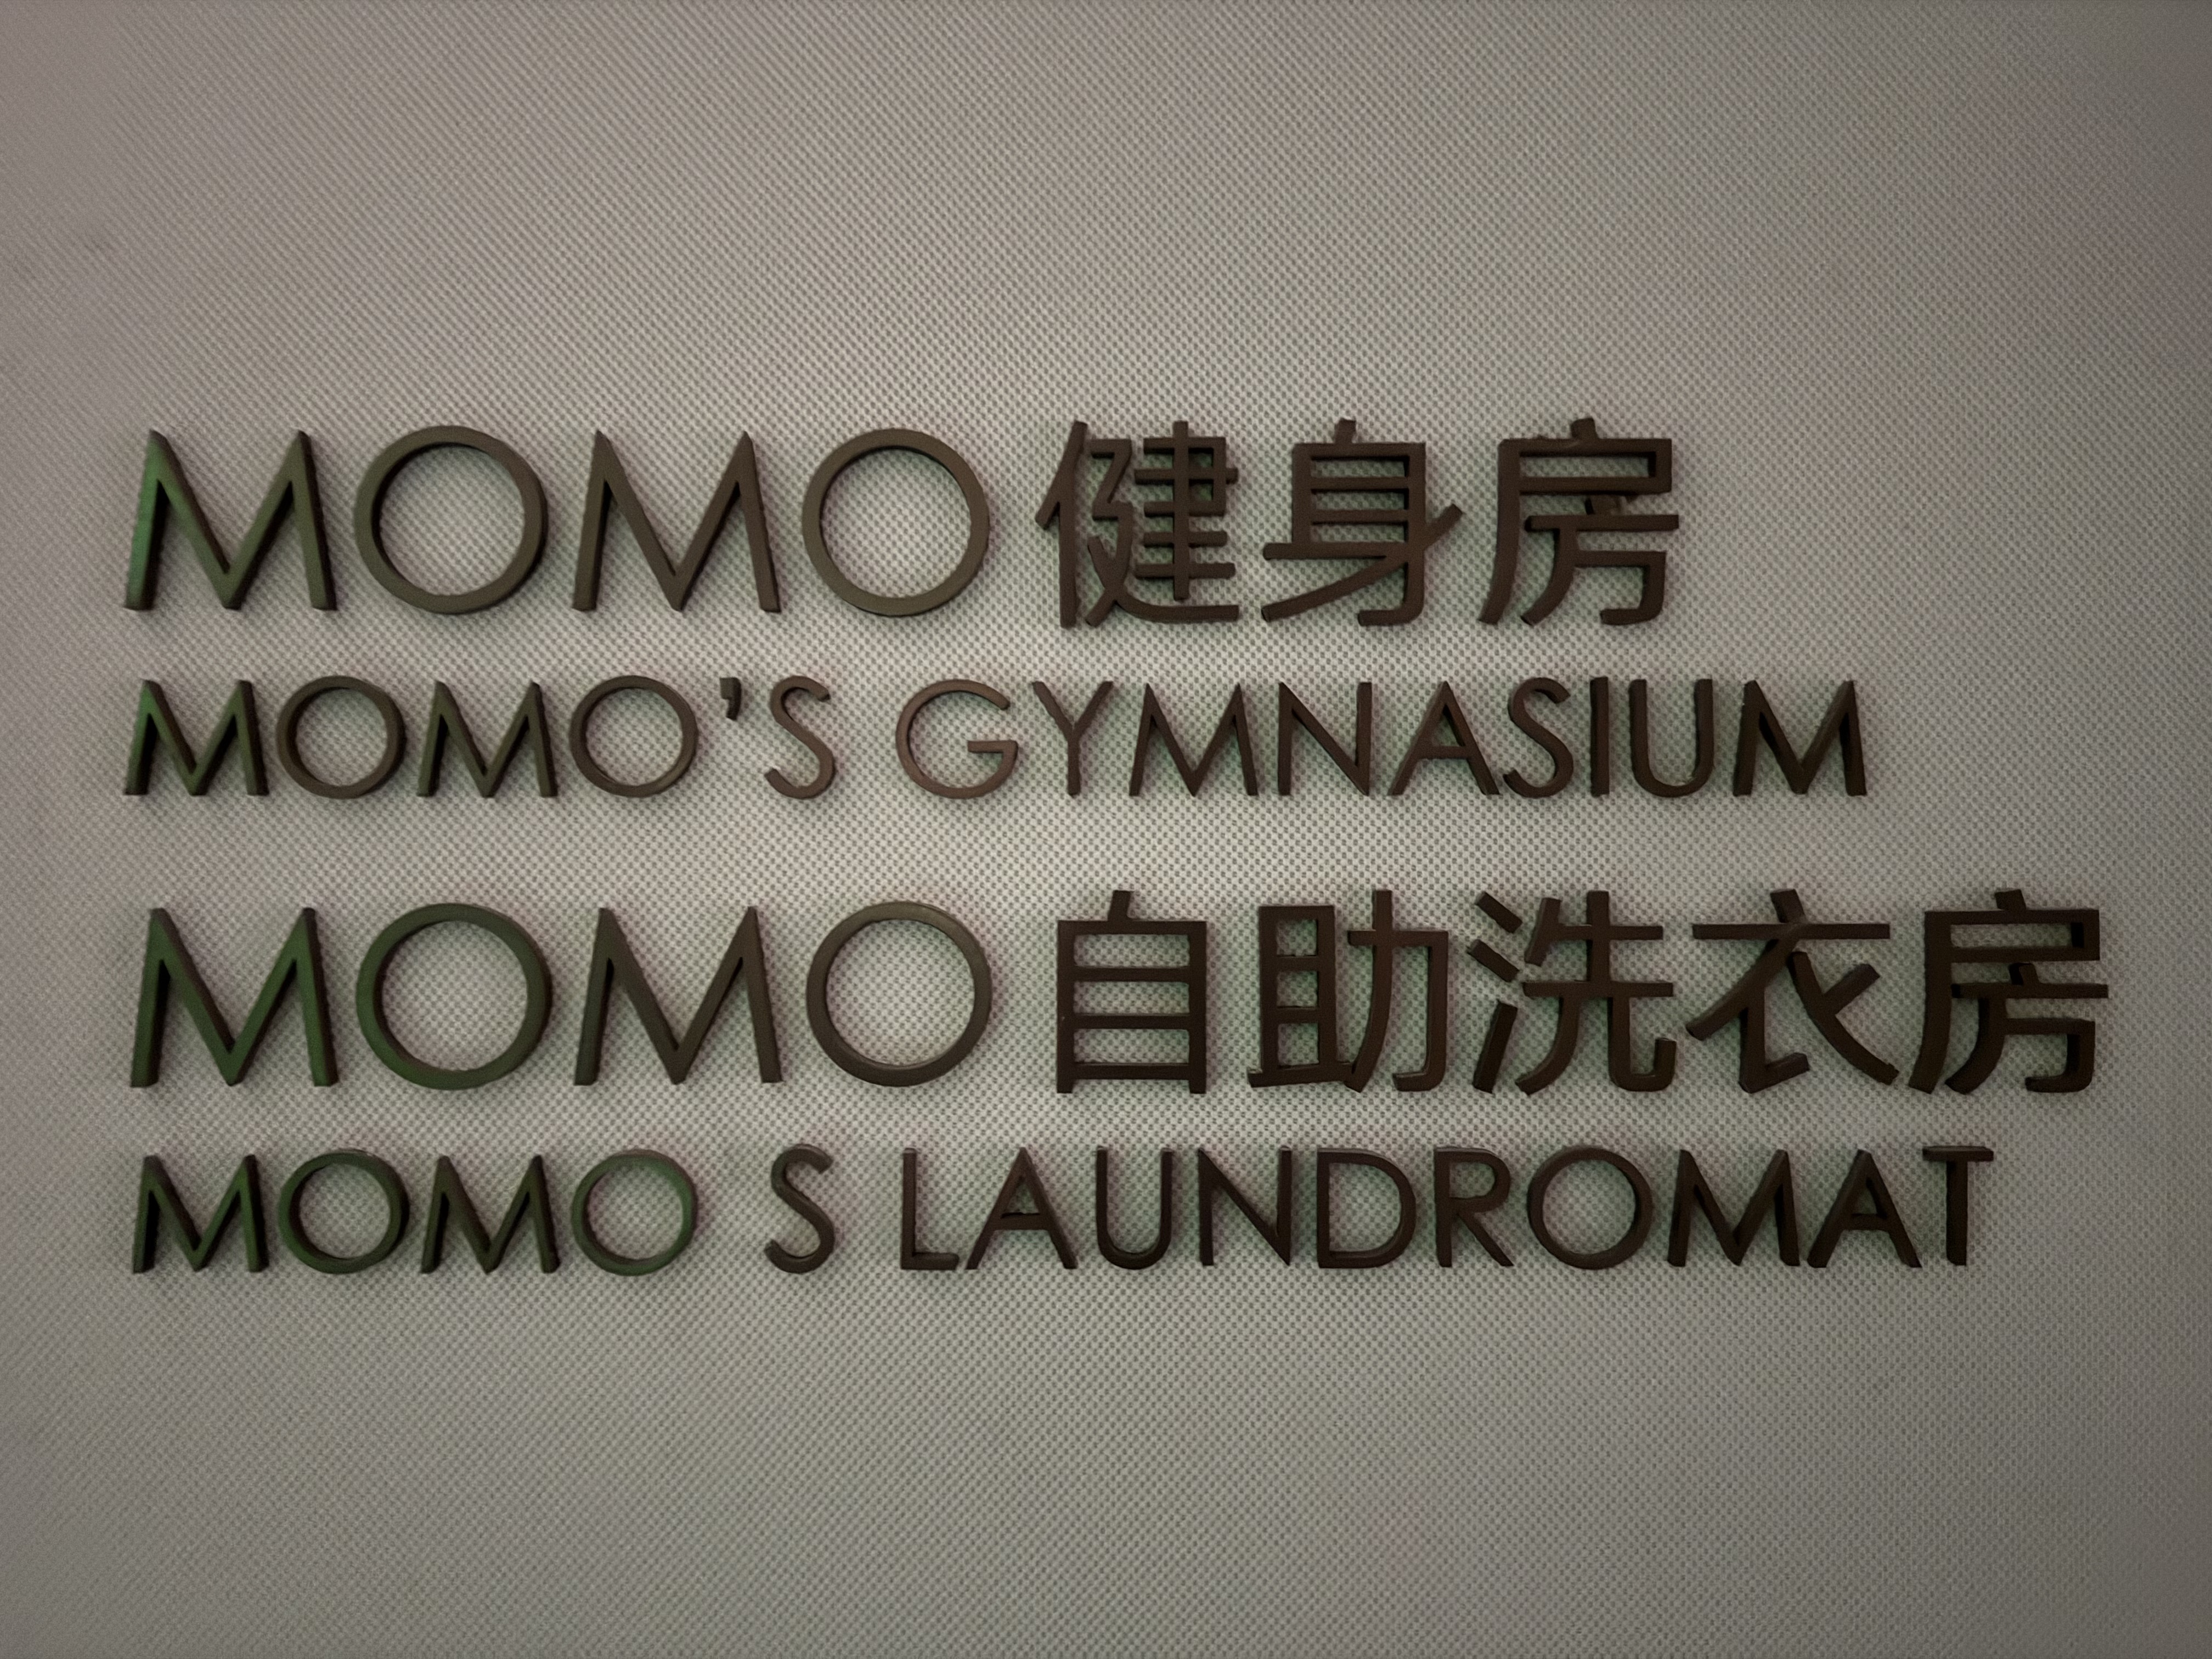 MOMO健身房
MOMO'S GYMNASIUM
MOMO自助洗衣房
MOMO S LAUNDROMAT